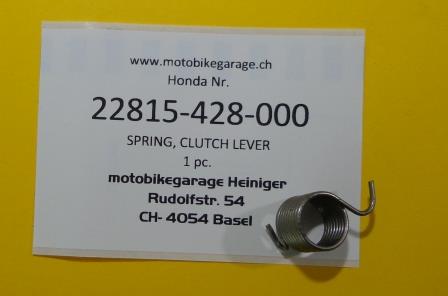 www.motobikegarage.ch
Honda Nr.
22815-428-000
SPRING, CLUTCH LEVER
1 pc.
motobikegarage Heiniger
Rudolfstr. 54
CH- 4054 Basel